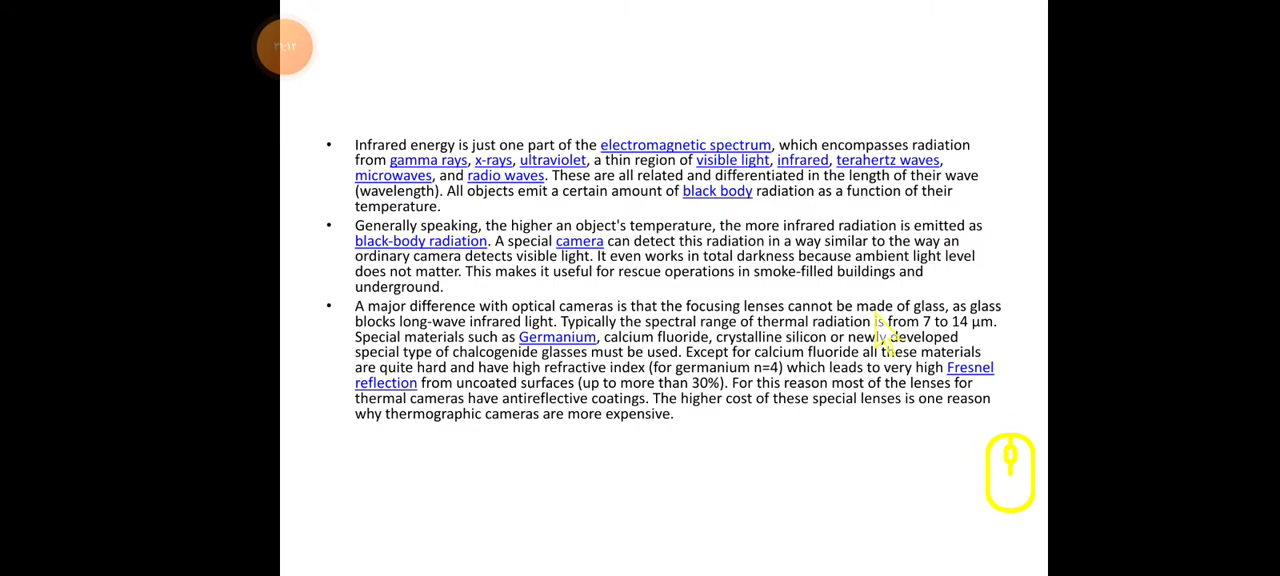 ٢٩:١٢
• Infrared energy is just one part of the electromagnetic spectrum, which encompasses radiation
from gamma rays, x-rays, ultraviolet, a thin region of visible light, infrared, terahertz waves,
microwaves, and radio waves. These are all related and differentiated in the length of their wave
(wavelength). All objects emit a certain amount of black body radiation as a function of their
temperature.
• Generally speaking, the higher an object's temperature, the more infrared radiation is emitted as
black-body radiation. A special camera can detect this radiation in a way similar to the way an
ordinary camera detects visible light. It even works in total darkness because ambient light level
does not matter. This makes it useful for rescue operations in smoke-filled buildings and
underground.
• A major difference with optical cameras is that the focusing lenses cannot be made of glass, as glass
blocks long-wave infrared light. Typically the spectral range of thermal radiation is from 7 to 14 μm.
Special materials such as Germanium, calcium fluoride, crystalline silicon or newly developed
special type of chalcogenide glasses must be used. Except for calcium fluoride all these materials
are quite hard and have high refractive index (for germanium n=4) which leads to very high Fresnel
reflection from uncoated surfaces (up to more than 30%). For this reason most of the lenses for
thermal cameras have antireflective coatings. The higher cost of these special lenses is one reason
why thermographic cameras are more expensive.